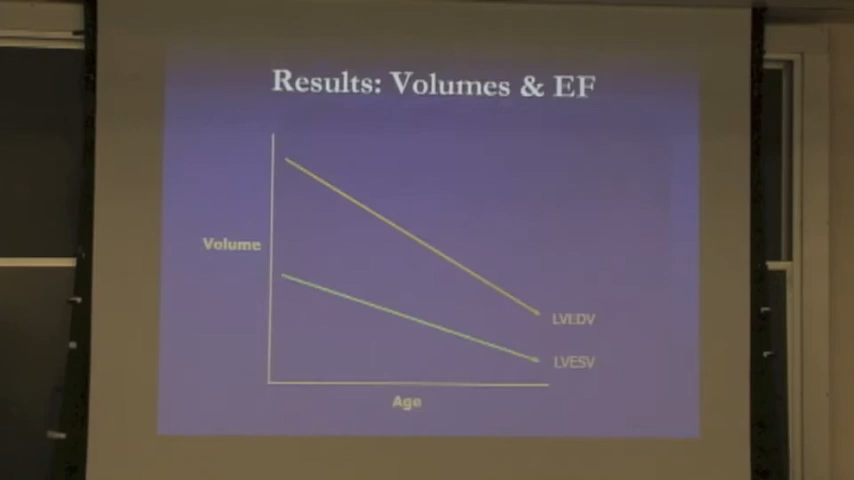 Results: Volumes & EF
Volume
LVEDV
LVESV
Age